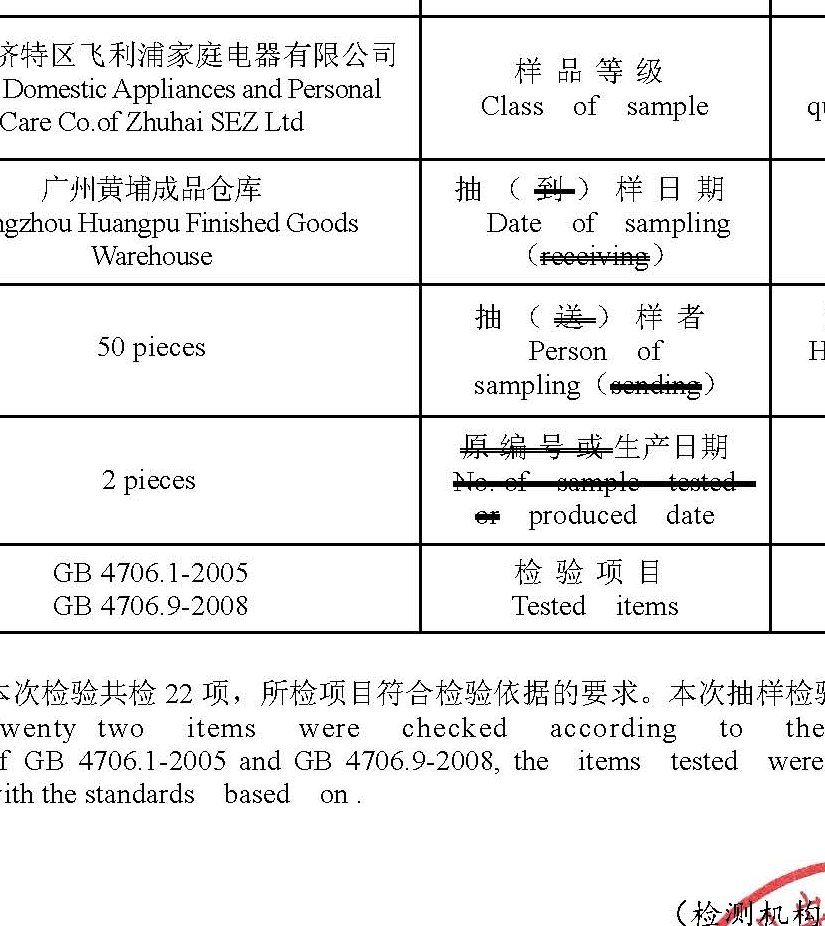 济特区飞利浦家庭电器有限公司
Domestic Appliances and Personal
Care Co.of Zhuhai SEZ Ltd
样品等级
Class of sample
广州黄埔成品仓库
ngzhou Huangpu Finished Goods
Warehouse
抽（到）样日期
Date of sampling
（receiving）
50 pieces
抽（送）样者
Person of
sampling（sending）
H
2 pieces
原编号或生产日期
No. of sample tested
or produced date
GB 4706.1-2005
GB 4706.9-2008
检验项目
Tested items
本次检验共检 22 项，所检项目符合检验依据的要求。本次抽样检验
wenty two items were checked according to the
f GB 4706.1-2005 and GB 4706.9-2008, the items tested were
ith the standards based on .
（检测机构